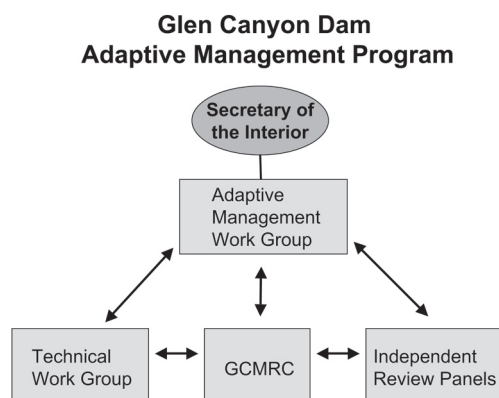 Glen Canyon Dam
Adaptive Management Program
Secretary of
the Interior
Adaptive
Management
Work Group
Technical
Work Group
GCMRC
Independent
Review Panels